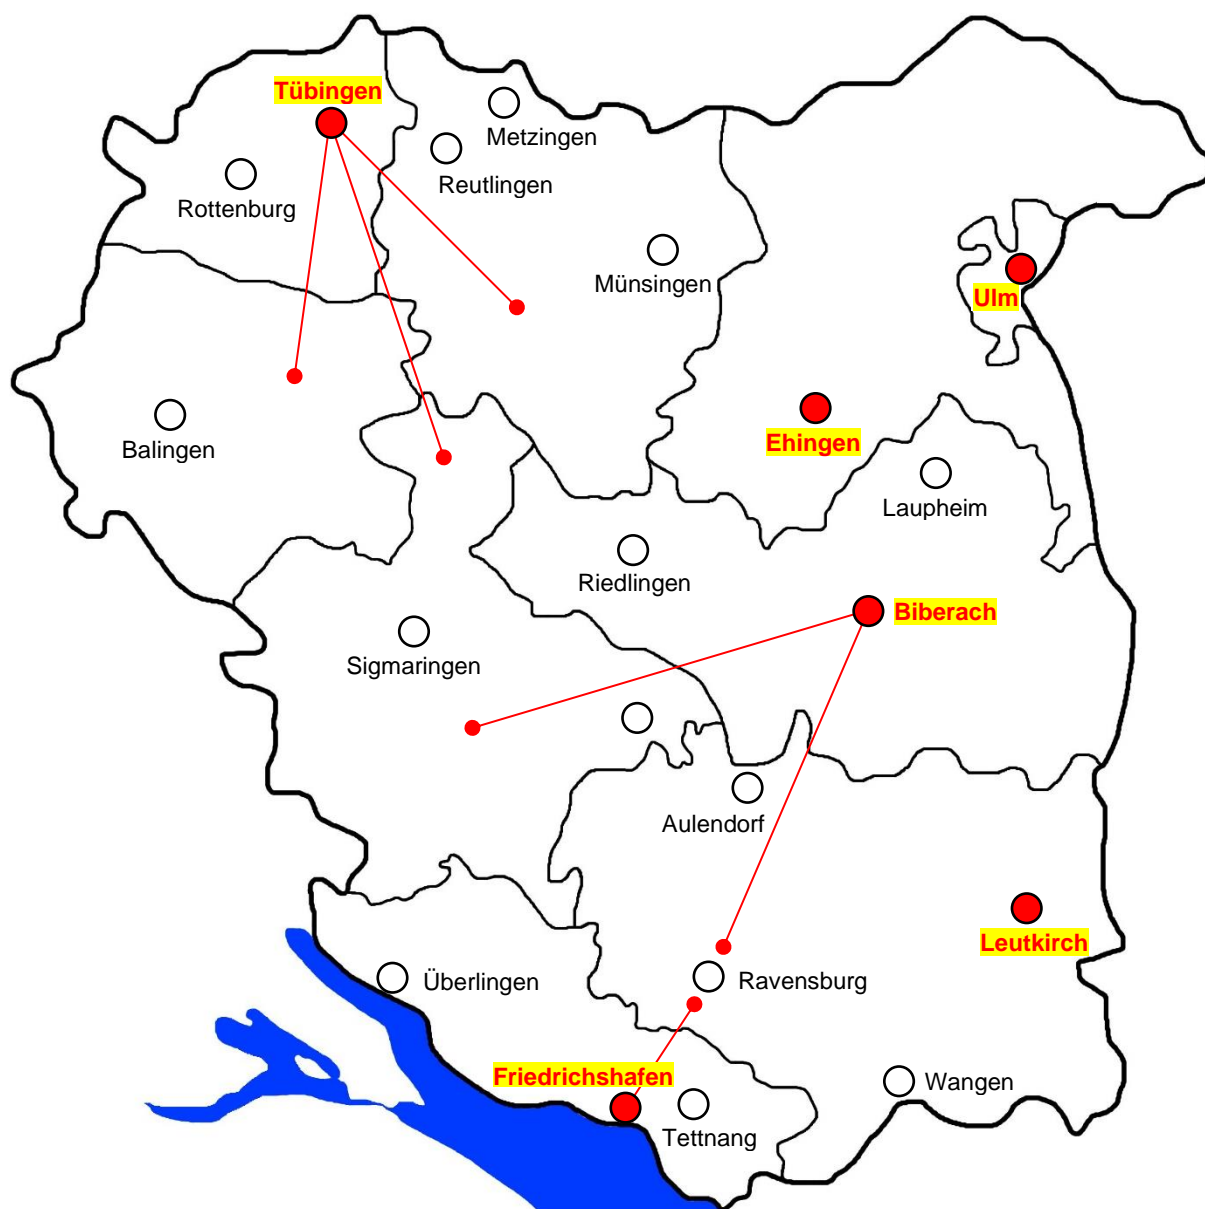 Tübingen
Metzingen
Reutlingen
Rottenburg
Münsingen
Ulm
Balingen
Ehingen
Laupheim
Riedlingen
Biberach
Sigmaringen
Aulendorf
Leutkirch
Überlingen
Ravensburg
Friedrichshafen
Wangen
Tettnang